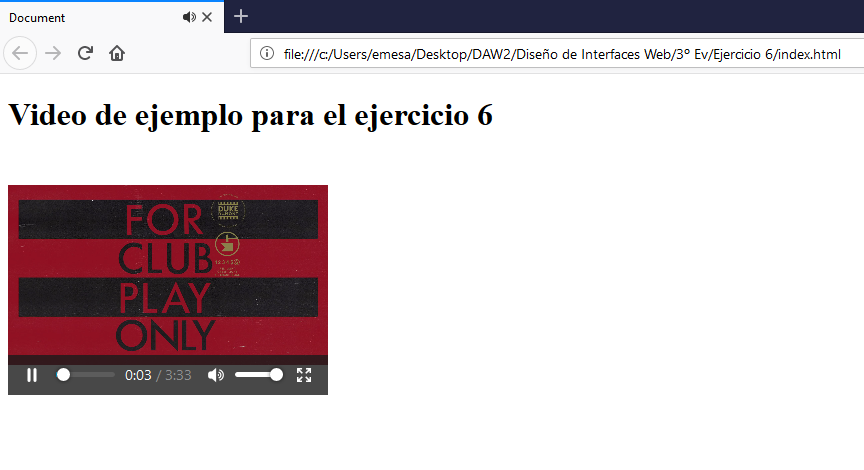 Document
file:///c:/Users/emesa/Desktop/DAW2/Diseño de Interfaces Web/3º Ev/Ejercicio 6/index.html
Video de ejemplo para el ejercicio 6
FOR
CLUB
PLAY
ONLY
DUKE
0:03 / 3:33